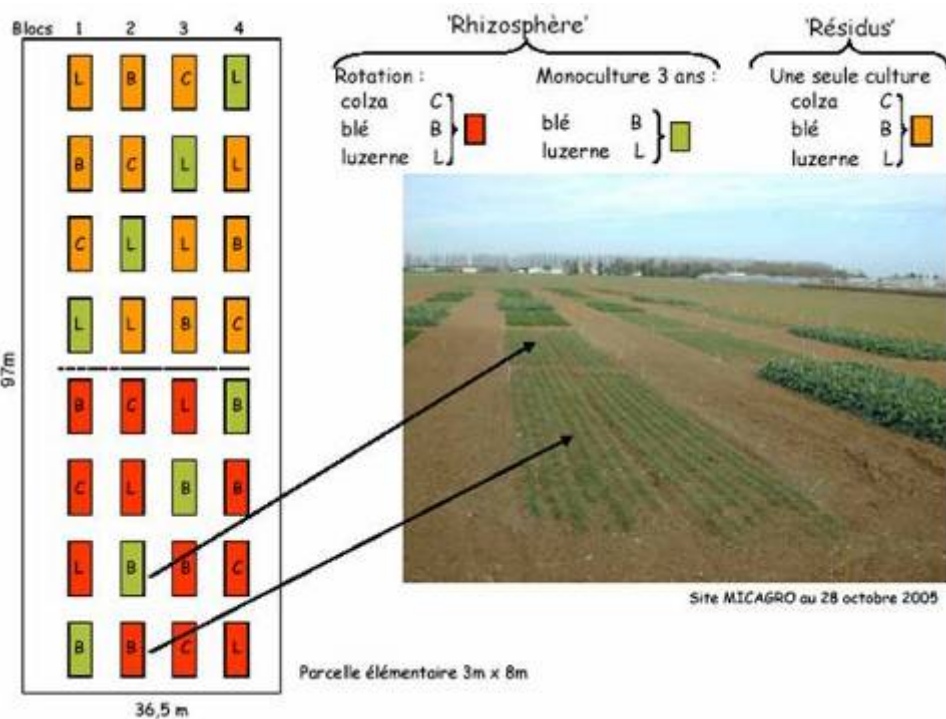 Blocs 1 2 3 4
L B C L
B C L L
C L L B
L L B C
B C L B
C L B B
L B B C
B B C L
97m
36,5 m
'Rhizosphère'
Rotation :
colza C
blé B
luzerne L
Monoculture 3 ans :
blé B
luzerne L
'Résidus'
Une seule culture
colza C
blé B
luzerne L
Site MICAGRO au 28 octobre 2005
Parcelle élémentaire 3m x 8m